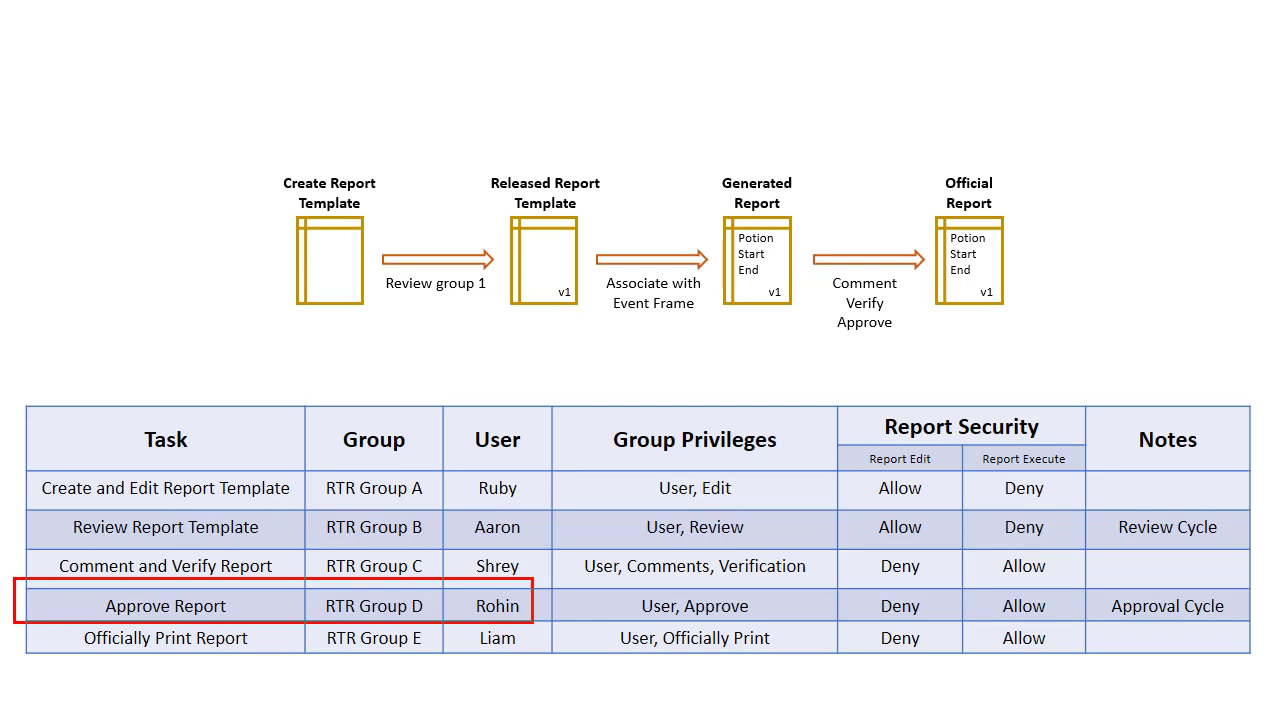 Create Report
Template
Released Report
Template
Generated
Report
Official
Report
Review group 1
v1
Associate with
Event Frame
Potion
Start
End
v1
Comment
Verify
Approve
Potion
Start
End
v1
Task Group User Group Privileges Report Security Notes
Report Edit Report Execute
Create and Edit Report Template RTR Group A Ruby User, Edit Allow Deny
Review Report Template RTR Group B Aaron User, Review Allow Deny Review Cycle
Comment and Verify Report RTR Group C Shrey User, Comments, Verification Deny Allow
Approve Report RTR Group D Rohin User, Approve Deny Allow Approval Cycle
Officially Print Report RTR Group E Liam User, Officially Print Deny Allow